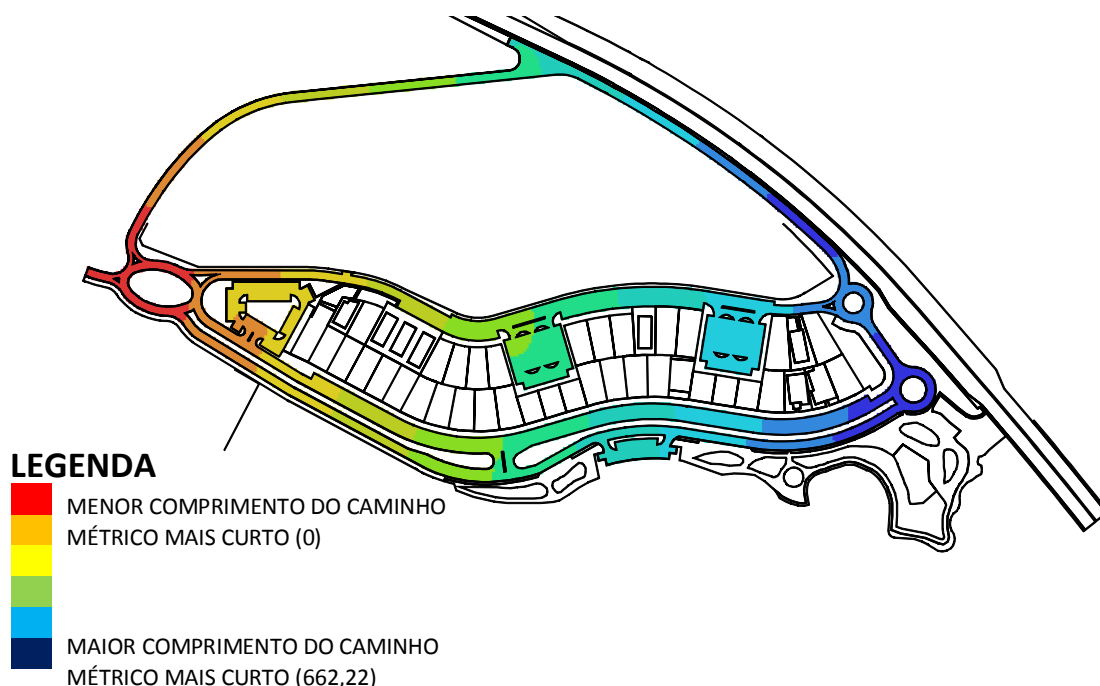 LEGENDA
MENOR COMPRIMENTO DO CAMINHO
MÉTRICO MAIS CURTO (0)
MAIOR COMPRIMENTO DO CAMINHO
MÉTRICO MAIS CURTO (662,22)